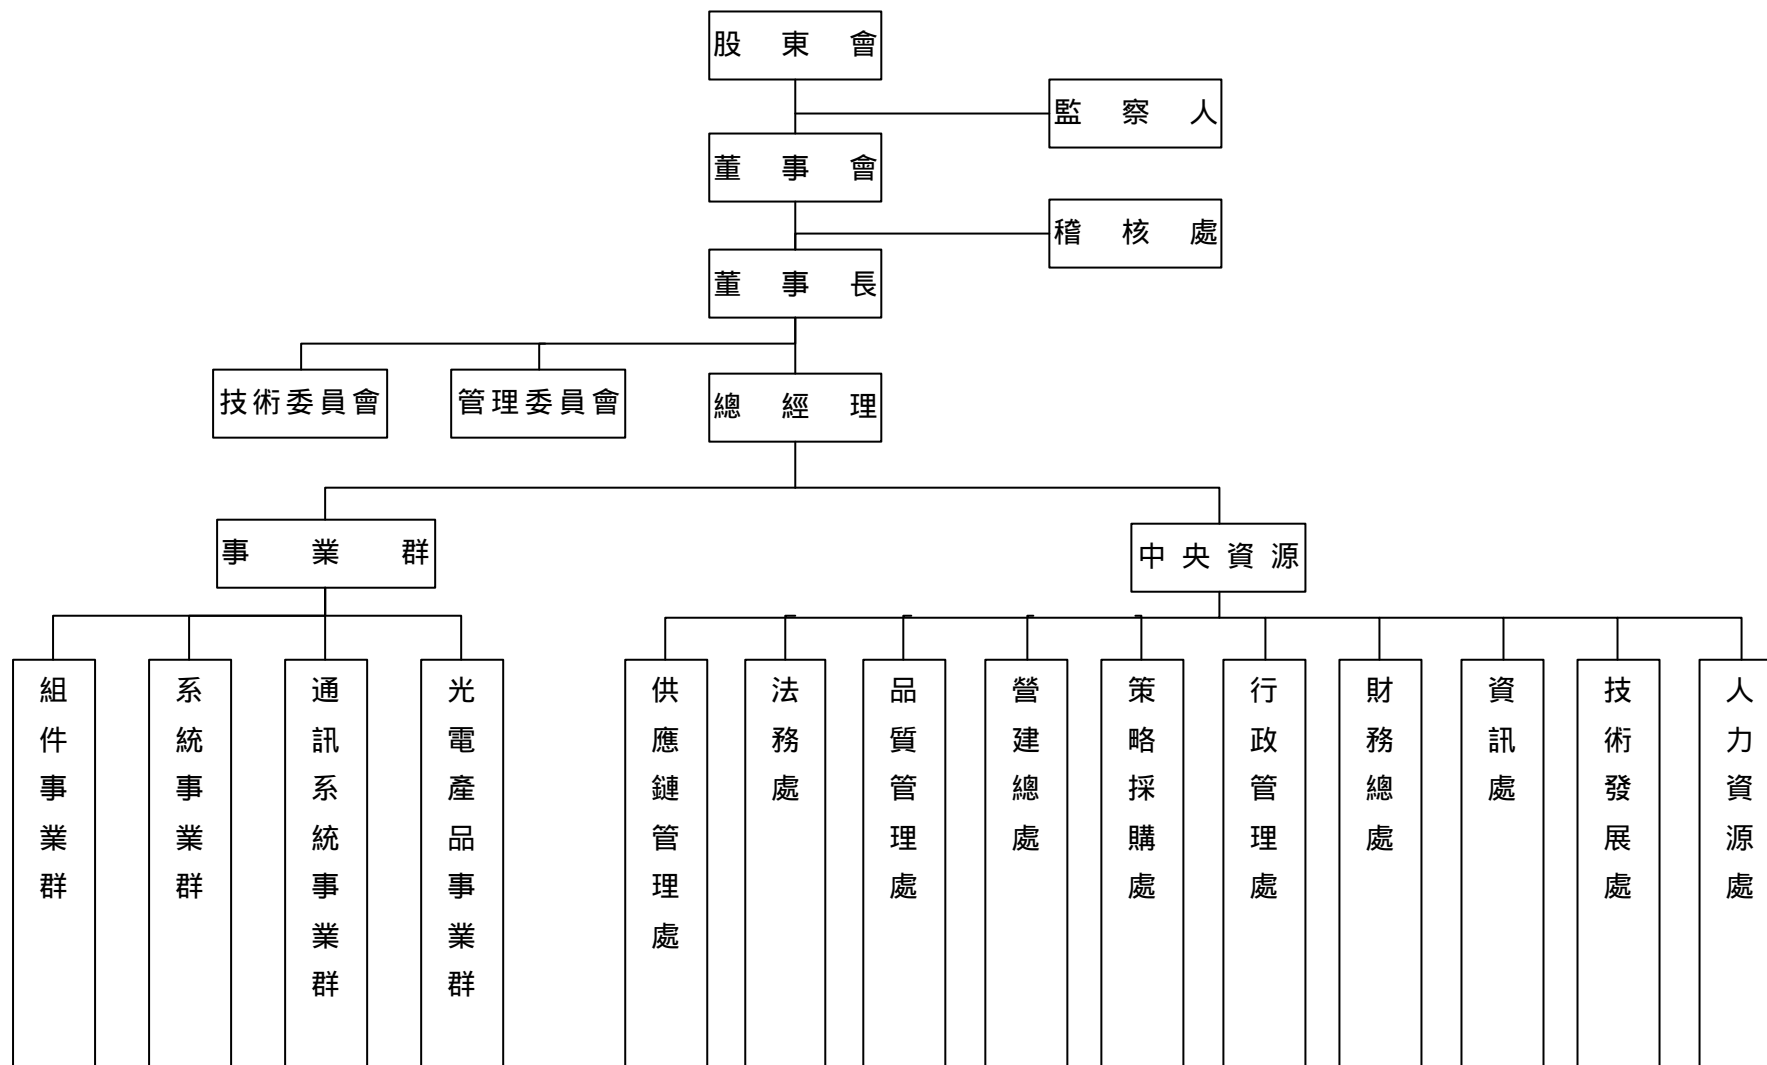 股東會
監察人
董事會
稽核處
董事長
技術委員會
管理委員會
總經理
事業群
中央資源
組件事業群
系統事業群
通訊系統事業群
光電產品事業群
供應鏈管理處
法務處
品質管理處
營建總處
策略採購處
行政管理處
財務總處
資訊處
技術發展處
人力資源處